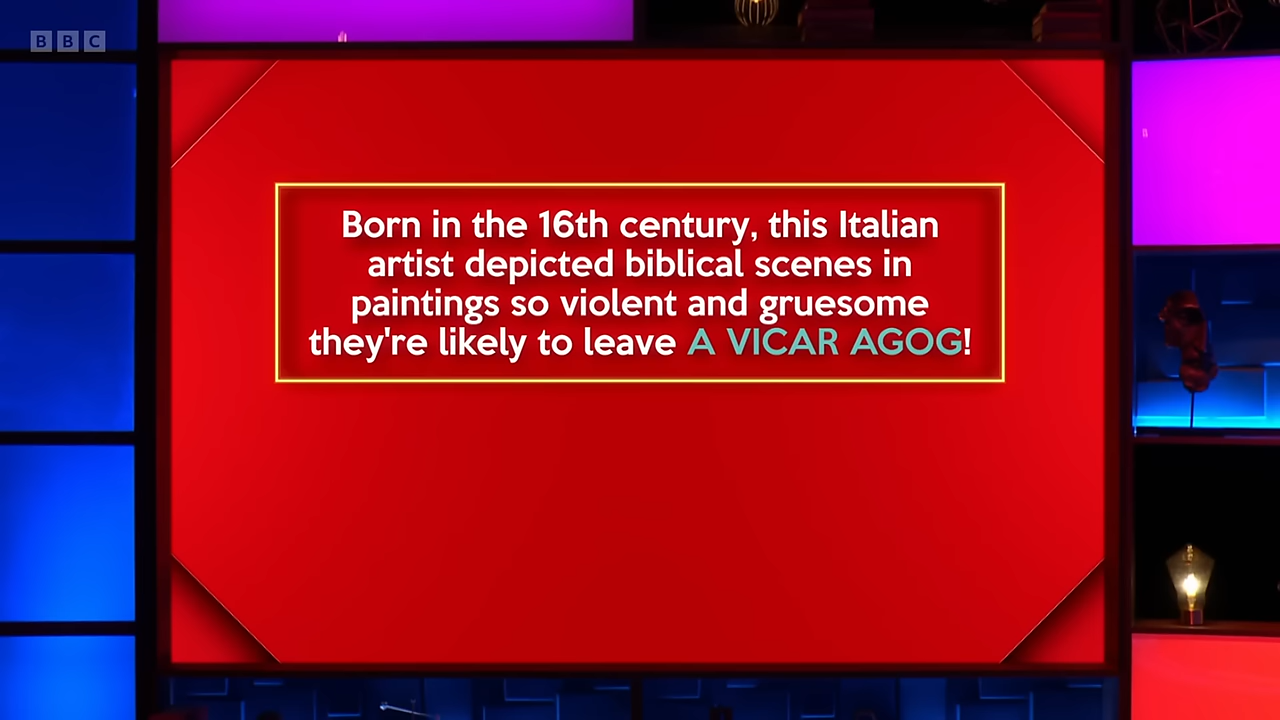 BBC
Born in the 16th century, this Italian
artist depicted biblical scenes in
paintings so violent and gruesome
they're likely to leave A VICAR AGOG!